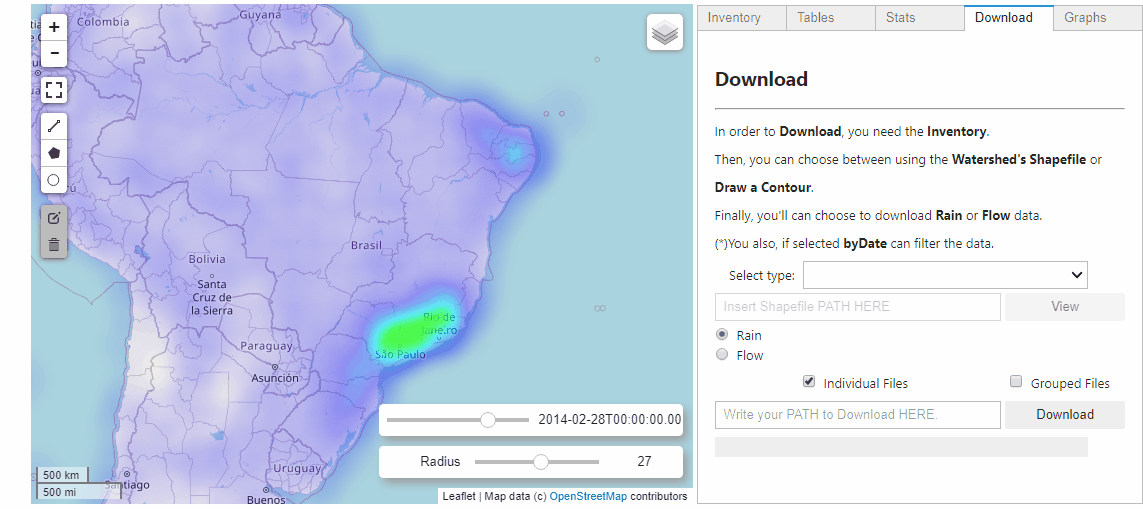 Colombia
Guyana
Brasil
Bolivia
Santa
Cruz de
la Sierra
Paraguay
Asunción
Rio de
Janeiro
São Paulo
Uruguay
Santiago
Buenos
+
−
500 km
500 mi
2014-02-28T00:00:00.00
Radius 27
Leaflet | Map data (c) OpenStreetMap contributors
Inventory Tables Stats Download Graphs
Download
In order to Download, you need the Inventory.
Then, you can choose between using the Watershed's Shapefile or
Draw a Contour.
Finally, you'll can choose to download Rain or Flow data.
(*)You also, if selected byDate can filter the data.
Select type:
Insert Shapefile PATH HERE View
Rain
Flow
Individual Files Grouped Files
Write your PATH to Download HERE. Download